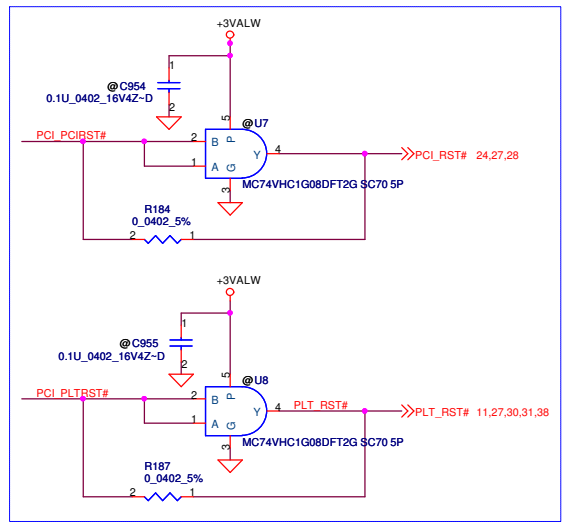 +3VALW
1
@C954
0.1U_0402_16V4Z~D
2
5
@U7
PCI_PCIRST#
2
B
P
4
Y
PCI_RST# 24,27,28
1
A
G
3
MC74VHC1G08DFT2G SC70 5P
R184
0_0402_5%
2
1
+3VALW
1
@C955
0.1U_0402_16V4Z~D
2
5
@U8
PCI_PLTRST#
2
B
P
4
PLT_RST#
Y
PLT_RST# 11,27,30,31,38
1
A
G
3
MC74VHC1G08DFT2G SC70 5P
R187
0_0402_5%
2
1